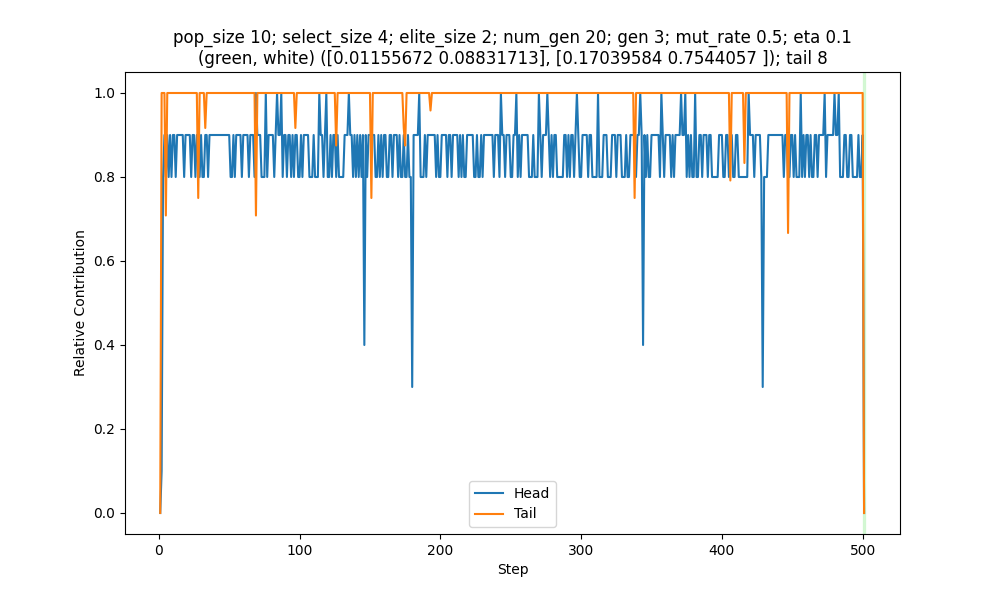 pop_size 10; select_size 4; elite_size 2; num_gen 20; gen 3; mut_rate 0.5; eta 0.1
(green, white) ([0.01155672 0.08831713], [0.17039584 0.7544057 ]); tail 8
Relative Contribution
1.0
0.8
0.6
0.4
0.2
0.0
Head
Tail
0
100
200
300
400
500
Step